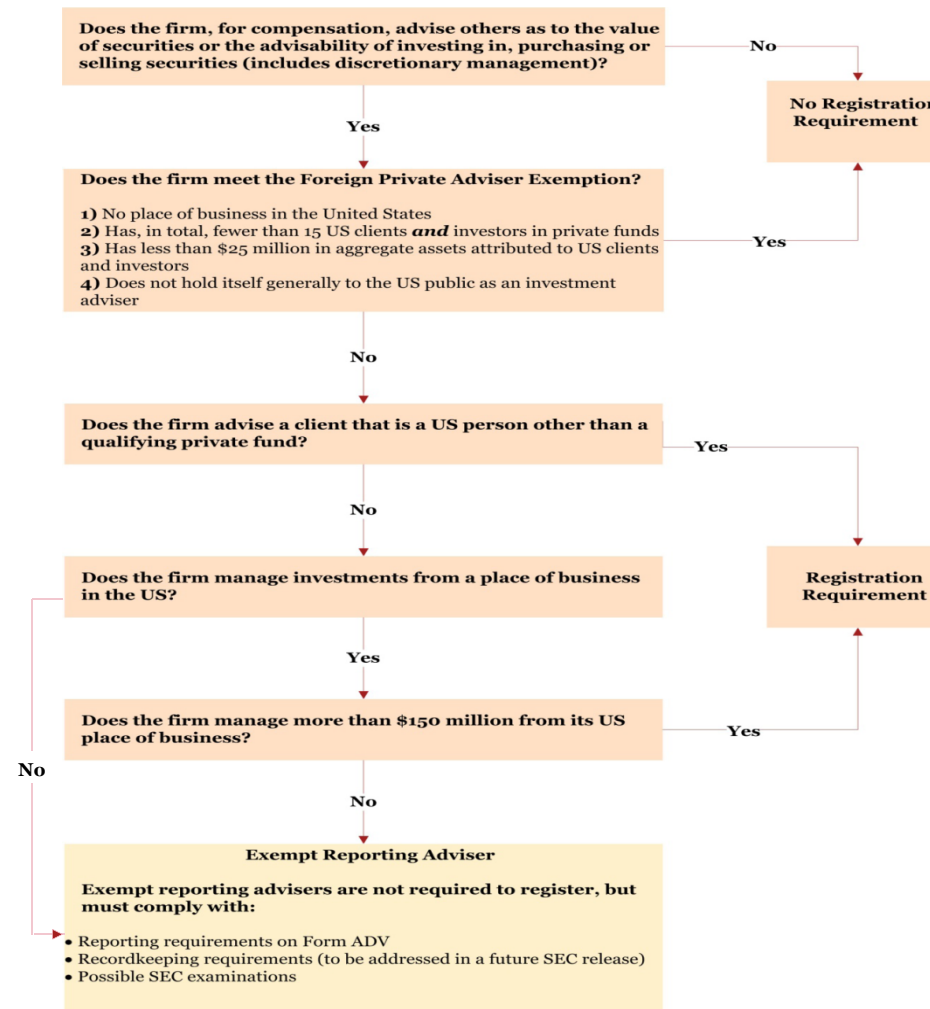 Does the firm, for compensation, advise others as to the value
of securities or the advisability of investing in, purchasing or
selling securities (includes discretionary management)?
No
No Registration
Requirement
Yes
Does the firm meet the Foreign Private Adviser Exemption?
1) No place of business in the United States
2) Has, in total, fewer than 15 US clients and investors in private funds
3) Has less than $25 million in aggregate assets attributed to US clients
and investors
4) Does not hold itself generally to the US public as an investment
adviser
Yes
No
Does the firm advise a client that is a US person other than a
qualifying private fund?
Yes
No
Does the firm manage investments from a place of business
in the US?
Registration
Requirement
Yes
Does the firm manage more than $150 million from its US
place of business?
Yes
No
No
Exempt Reporting Adviser
Exempt reporting advisers are not required to register, but
must comply with:
• Reporting requirements on Form ADV
• Recordkeeping requirements (to be addressed in a future SEC release)
• Possible SEC examinations